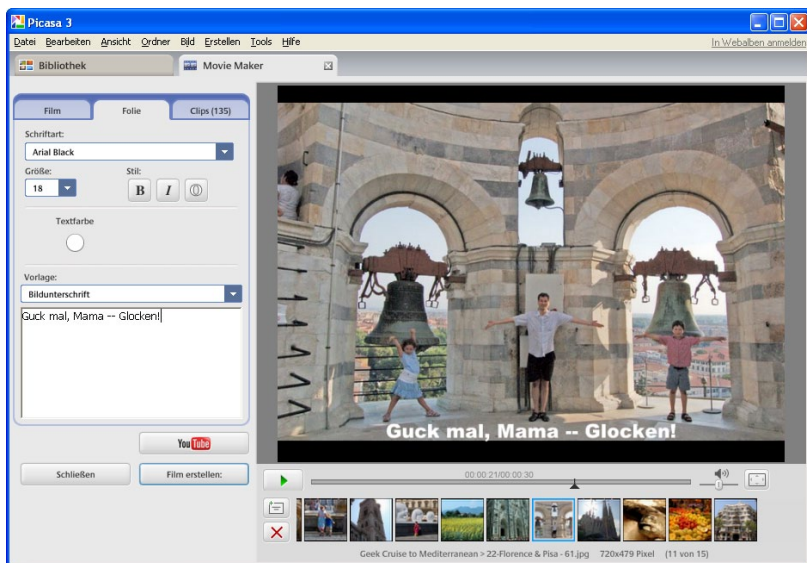 Picasa 3
Datei Bearbeiten Ansicht Ordner Bild Erstellen Tools Hilfe
In Webalben anmelden
Bibliothek Movie Maker
Film Folie Clips (135)
Schriftart:
Arial Black
Größe: Stil:
18 B I O
Textfarbe
Vorlage:
Bildunterschrift
Guck mal, Mama -- Glocken!
YouTube
Schließen Film erstellen:
Guck mal, Mama -- Glocken!
00:00:21/00:00:30
Geek Cruise to Mediterranean > 22-Florence & Pisa - 61.jpg 720x479 Pixel (11 von 15)